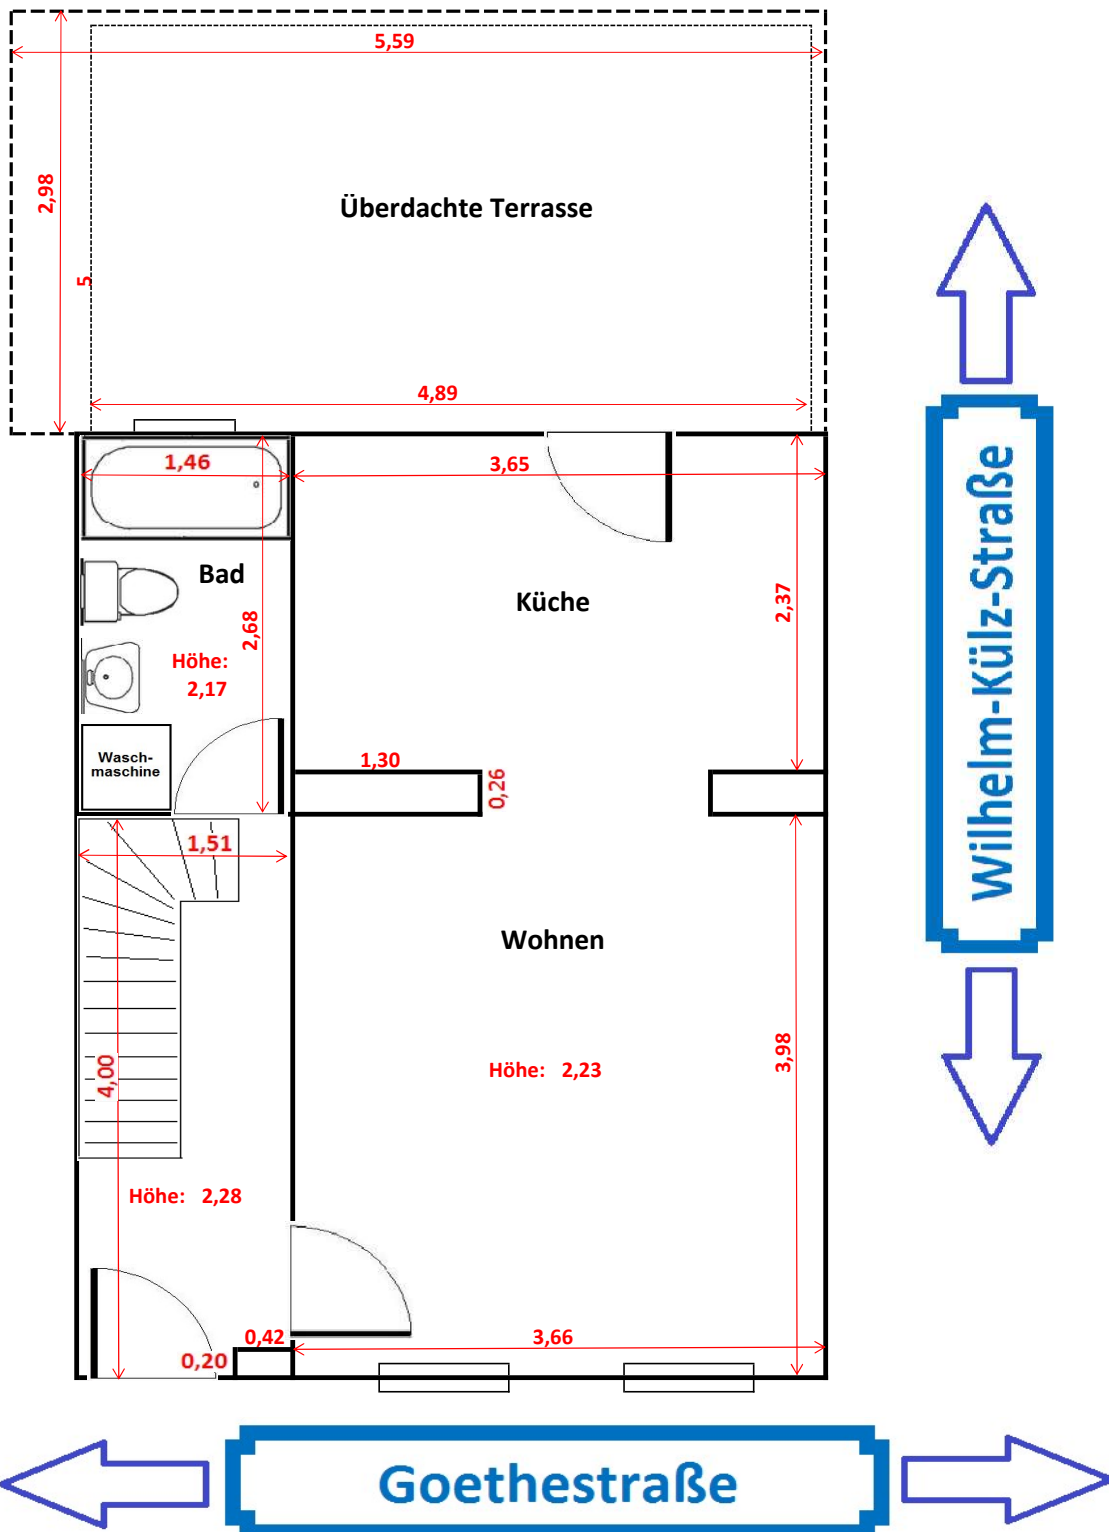 5,59
2,98
Überdachte Terrasse
5
4,89
1,46
3,65
Bad
Küche
2,37
2,68
Höhe:
2,17
Wasch-
maschine
1,30
0,26
1,51
Wohnen
4,00
3,98
Höhe: 2,23
Höhe: 2,28
0,42
0,20
3,66
Wilhelm-Külz-Straße
Goethestraße